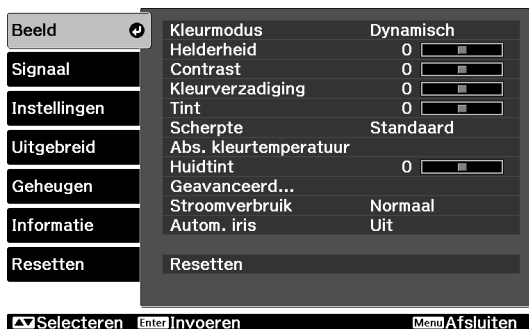 Beeld
Signaal
Instellingen
Uitgebreid
Geheugen
Informatie
Resetten
Kleurmodus Dynamisch
Helderheid 0
Contrast 0
Kleurverzadiging 0
Tint 0
Scherpte Standaard
Abs. kleurtemperatuur
Huidtint 0
Geavanceerd...
Stroomverbruik Normaal
Autom. iris Uit
Resetten
Selecteren Enter Invoeren Menu Afsluiten